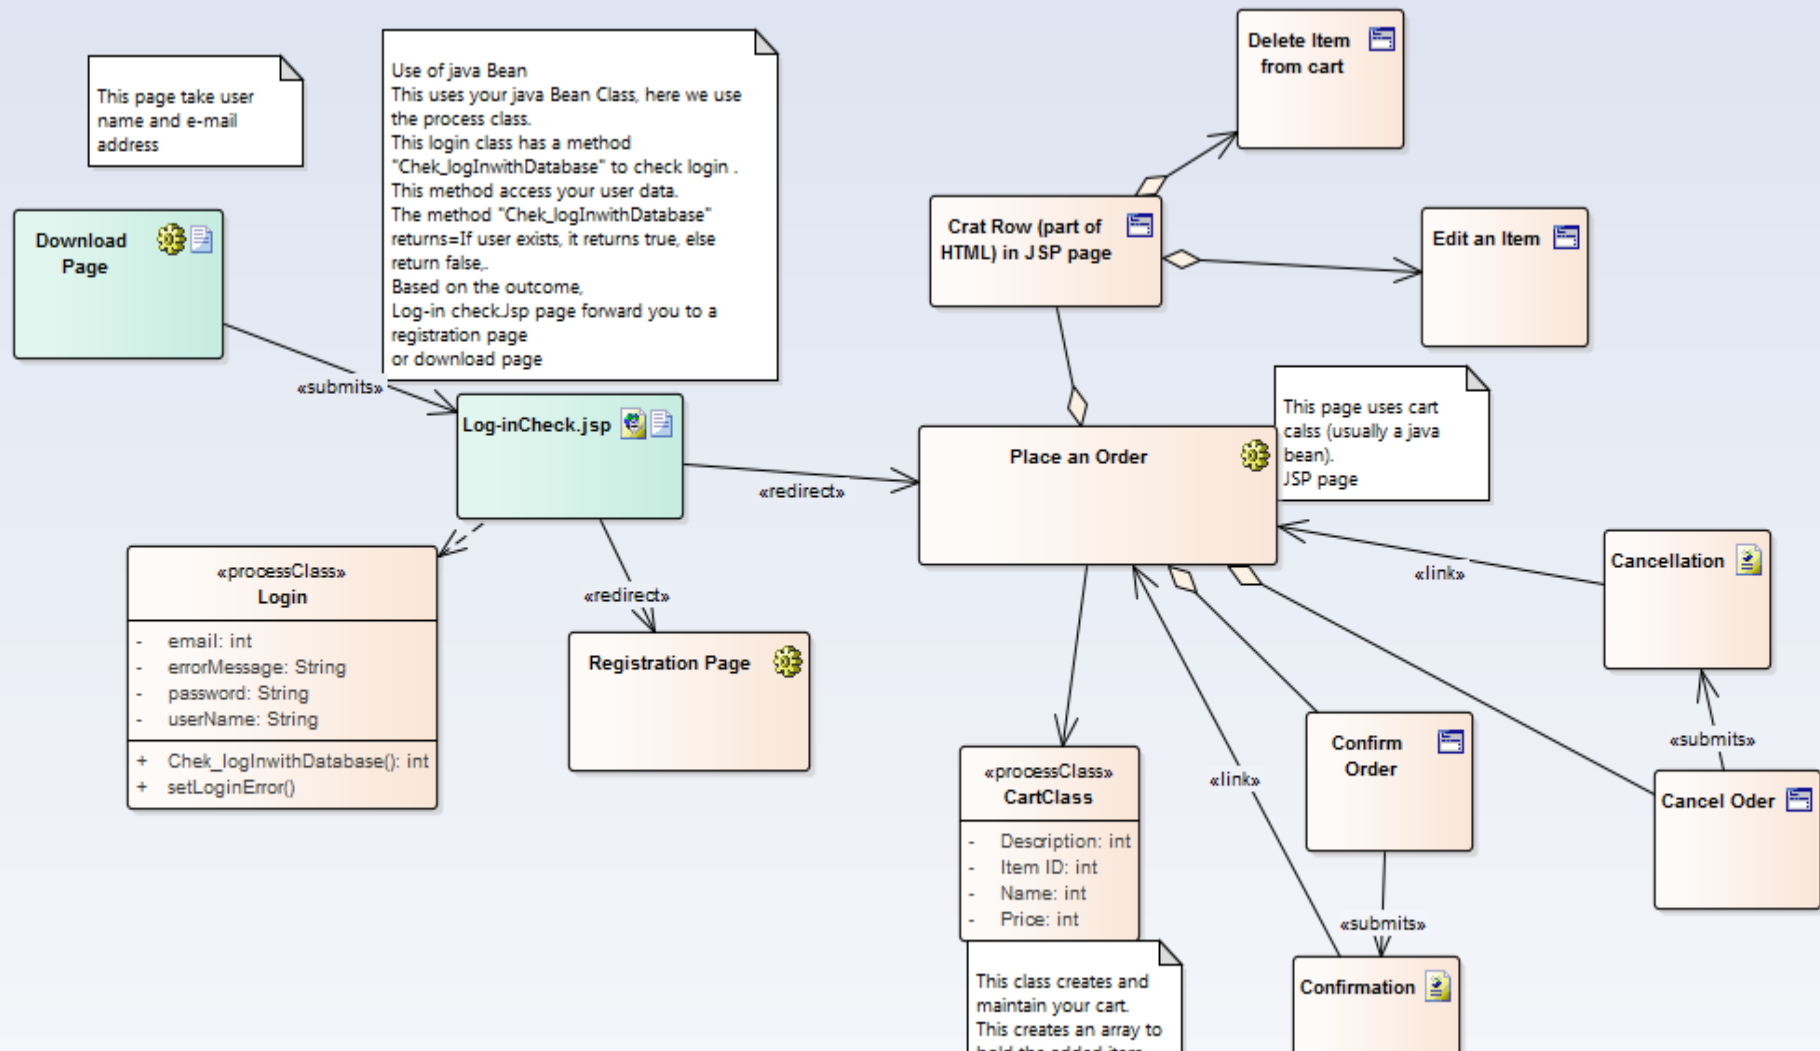 This page take user
name and e-mail
address
Use of java Bean
This uses your java Bean Class, here we use
the process class.
This login class has a method
"Chek_logInwithDatabase" to check login .
This method access your user data.
The method "Chek_logInwithDatabase"
returns=If user exists, it returns true, else
return false,.
Based on the outcome,
Log-in check.Jsp page forward you to a
registration page
or download page
Delete Item
from cart
Download
Page
Crat Row (part of
HTML) in JSP page
Edit an Item
«submits»
Log-inCheck.jsp
«redirect»
Place an Order
This page uses cart
calss (usually a java
bean).
JSP page
«processClass»
Login
- email: int
- errorMessage: String
- password: String
- userName: String
+ Chek_logInwithDatabase(): int
+ setLoginError()
«redirect»
Registration Page
«link»
Cancellation
«submits»
Cancel Oder
Confirm
Order
«link»
«processClass»
CartClass
- Description: int
- Item ID: int
- Name: int
- Price: int
«submits»
Confirmation
This class creates and
maintain your cart.
This creates an array to
hold the added item